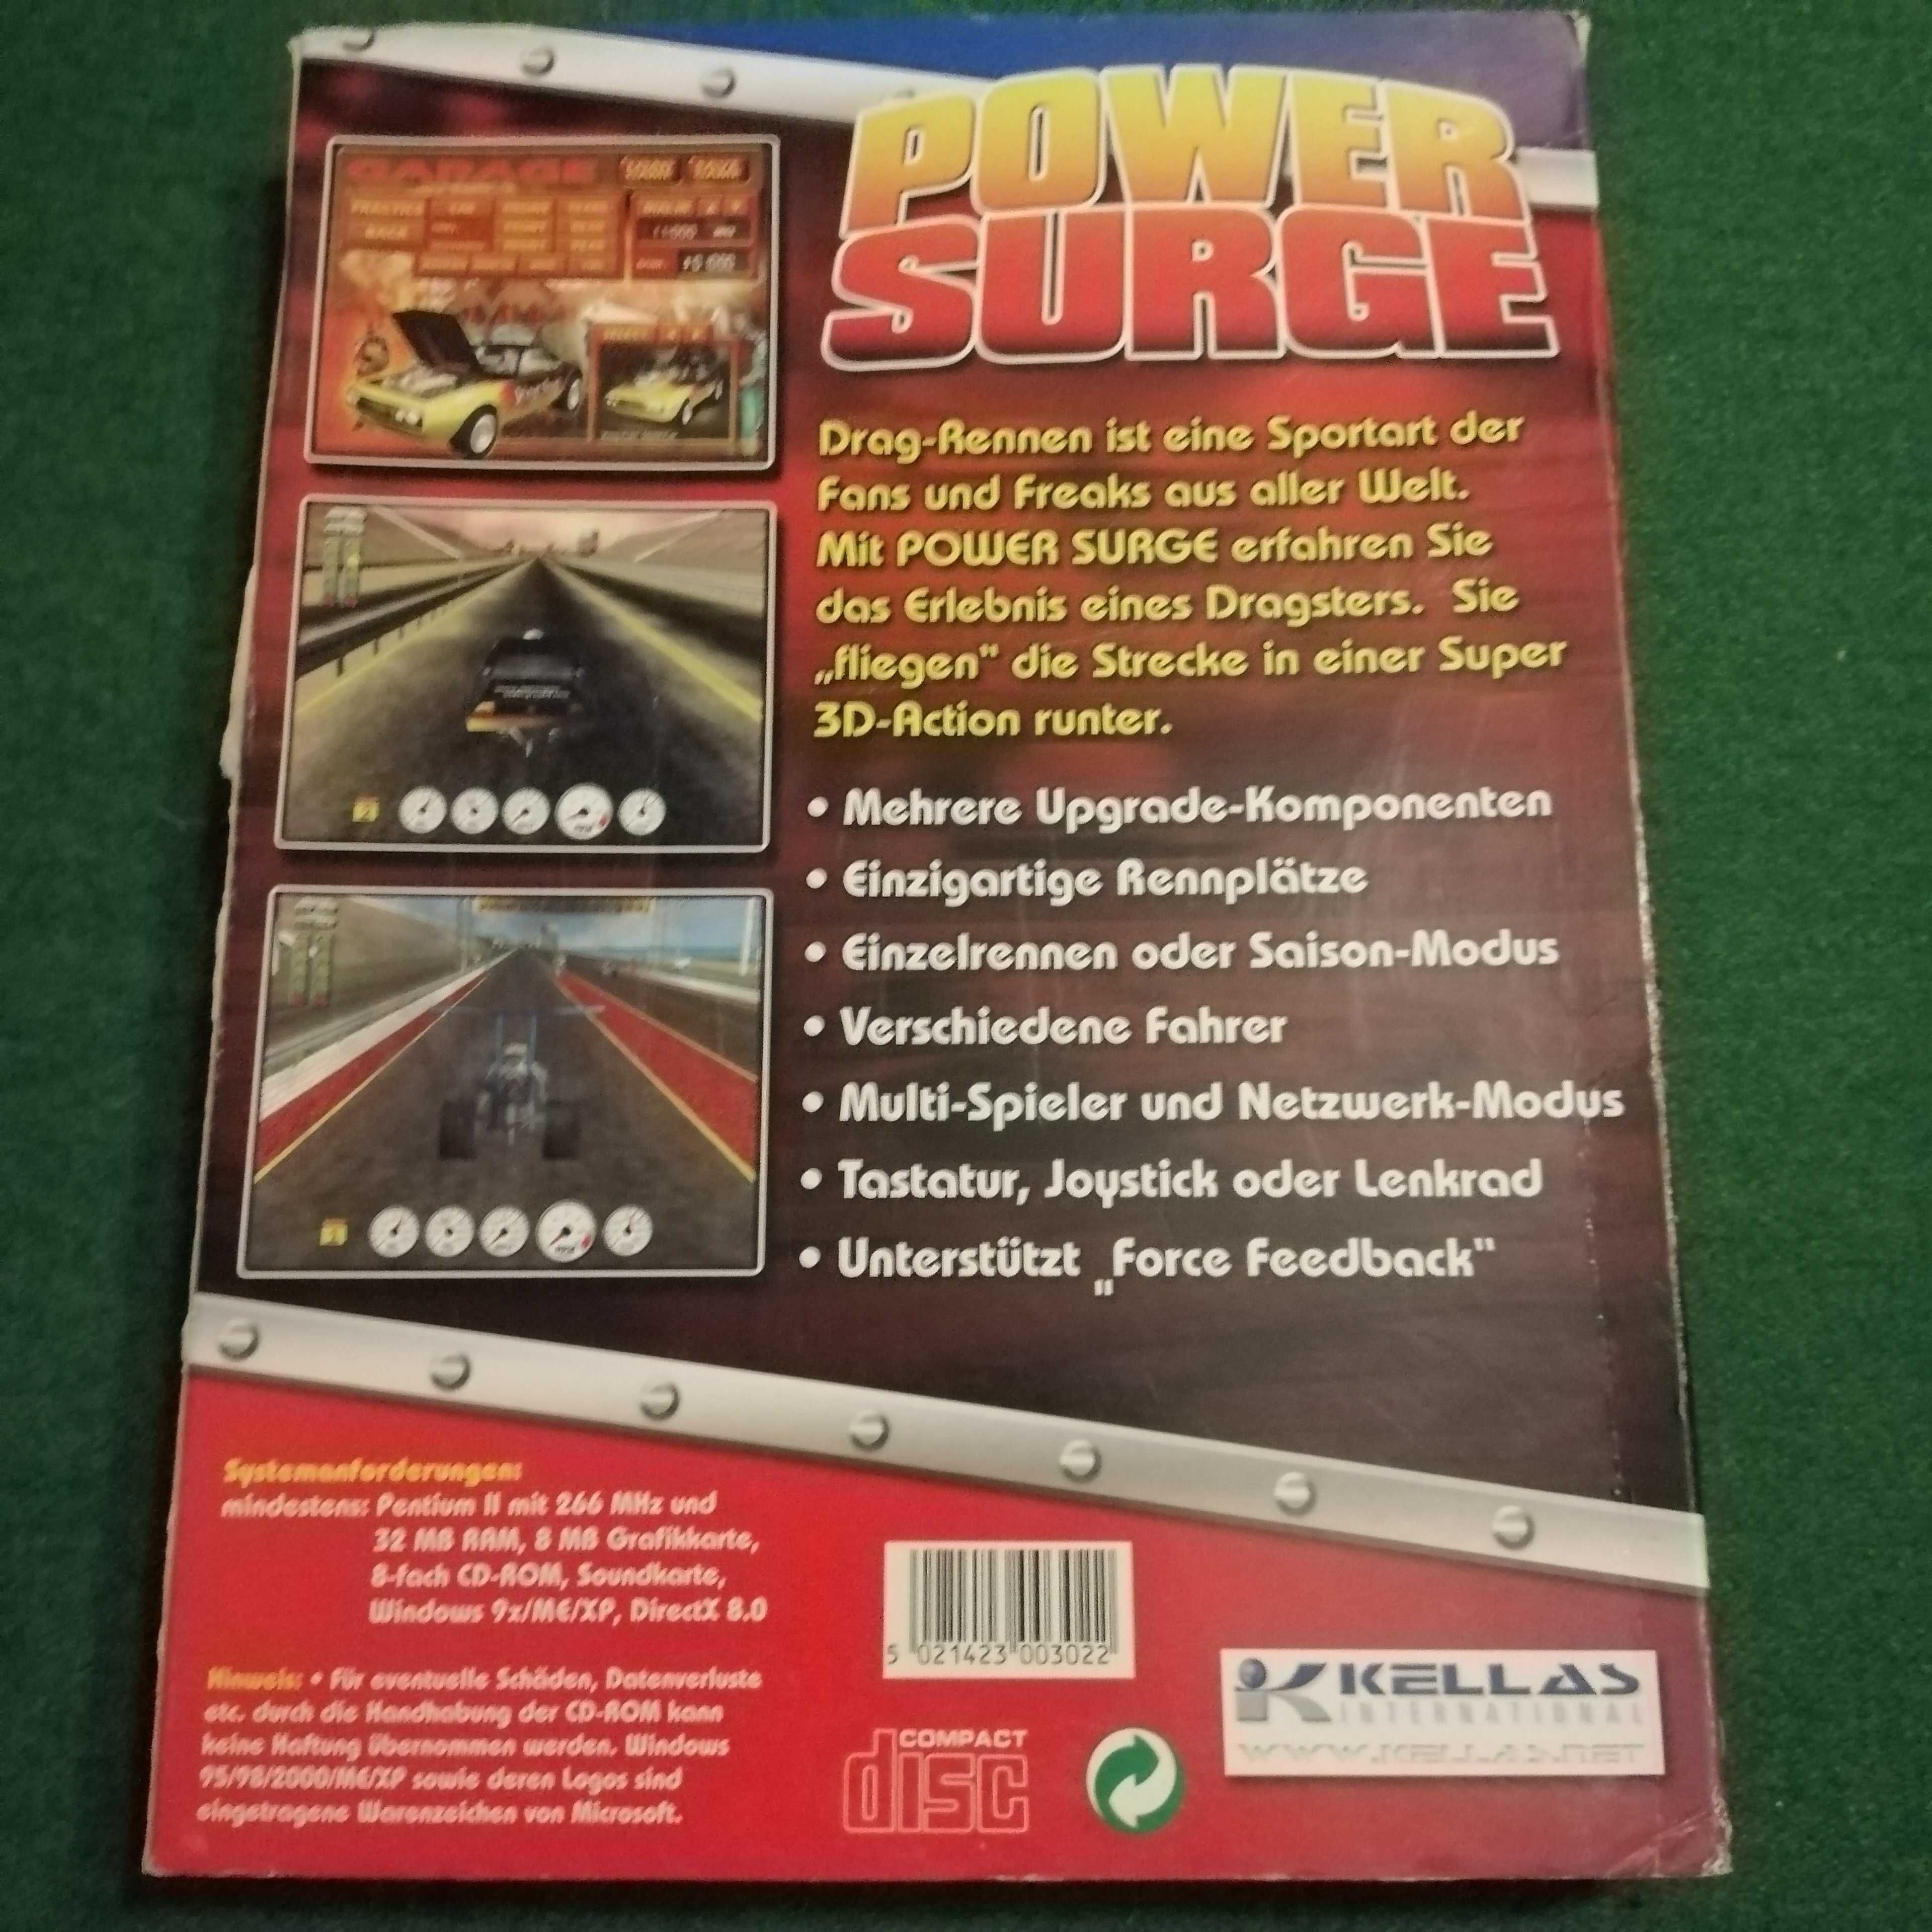 POWER
SURGE
GARAGE
Drag-Rennen ist eine Sportart der
Fans und Freaks aus aller Welt.
Mit POWER SURGE erfahren Sie
das Erlebnis eines Dragsters. Sie
„fliegen" die Strecke in einer Super
3D-Action runter.
• Mehrere Upgrade-Komponenten
• Einzigartige Rennplätze
• Einzelrennen oder Saison-Modus
• Verschiedene Fahrer
• Multi-Spieler und Netzwerk-Modus
• Tastatur, Joystick oder Lenkrad
• Unterstützt „Force Feedback"
Systemanforderungen:
mindestens: Pentium II mit 266 MHz und
32 MB RAM, 8 MB Grafikkarte,
8-fach CD-ROM, Soundkarte,
Windows 9x/ME/XP, DirectX 8.0
Hinweis: • Für eventuelle Schäden, Datenverluste
etc. durch die Handhabung der CD-ROM kann
keine Haftung übernommen werden. Windows
95/98/2000/ME/XP sowie deren Logos sind
eingetragene Warenzeichen von Microsoft.
5 021423 003022
COMPACT
disc
KELLAS
INTERNATIONAL
WWW.KELLAS.NET